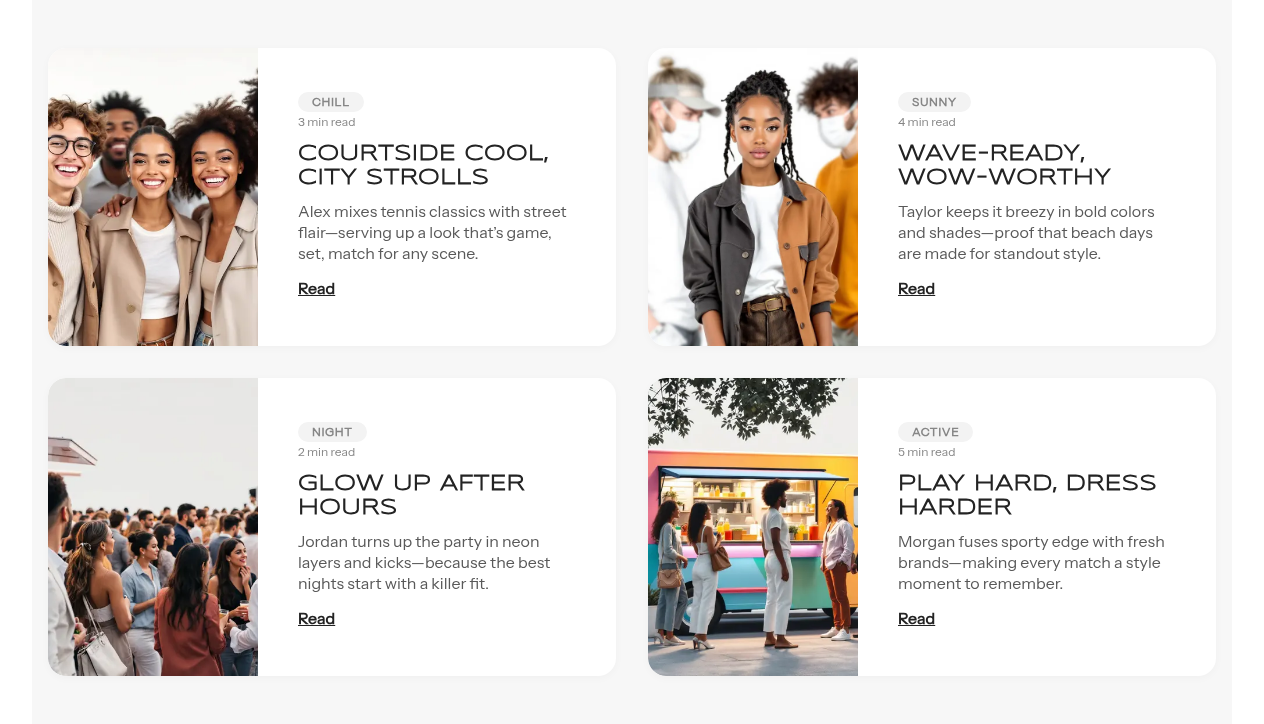 CHILL
3 min read
COURTSIDE COOL,
CITY STROLLS
Alex mixes tennis classics with street
flair—serving up a look that's game,
set, match for any scene.
Read
SUNNY
4 min read
WAVE-READY,
WOW-WORTHY
Taylor keeps it breezy in bold colors
and shades—proof that beach days
are made for standout style.
Read
NIGHT
2 min read
GLOW UP AFTER
HOURS
Jordan turns up the party in neon
layers and kicks—because the best
nights start with a killer fit.
Read
ACTIVE
5 min read
PLAY HARD, DRESS
HARDER
Morgan fuses sporty edge with fresh
brands—making every match a style
moment to remember.
Read